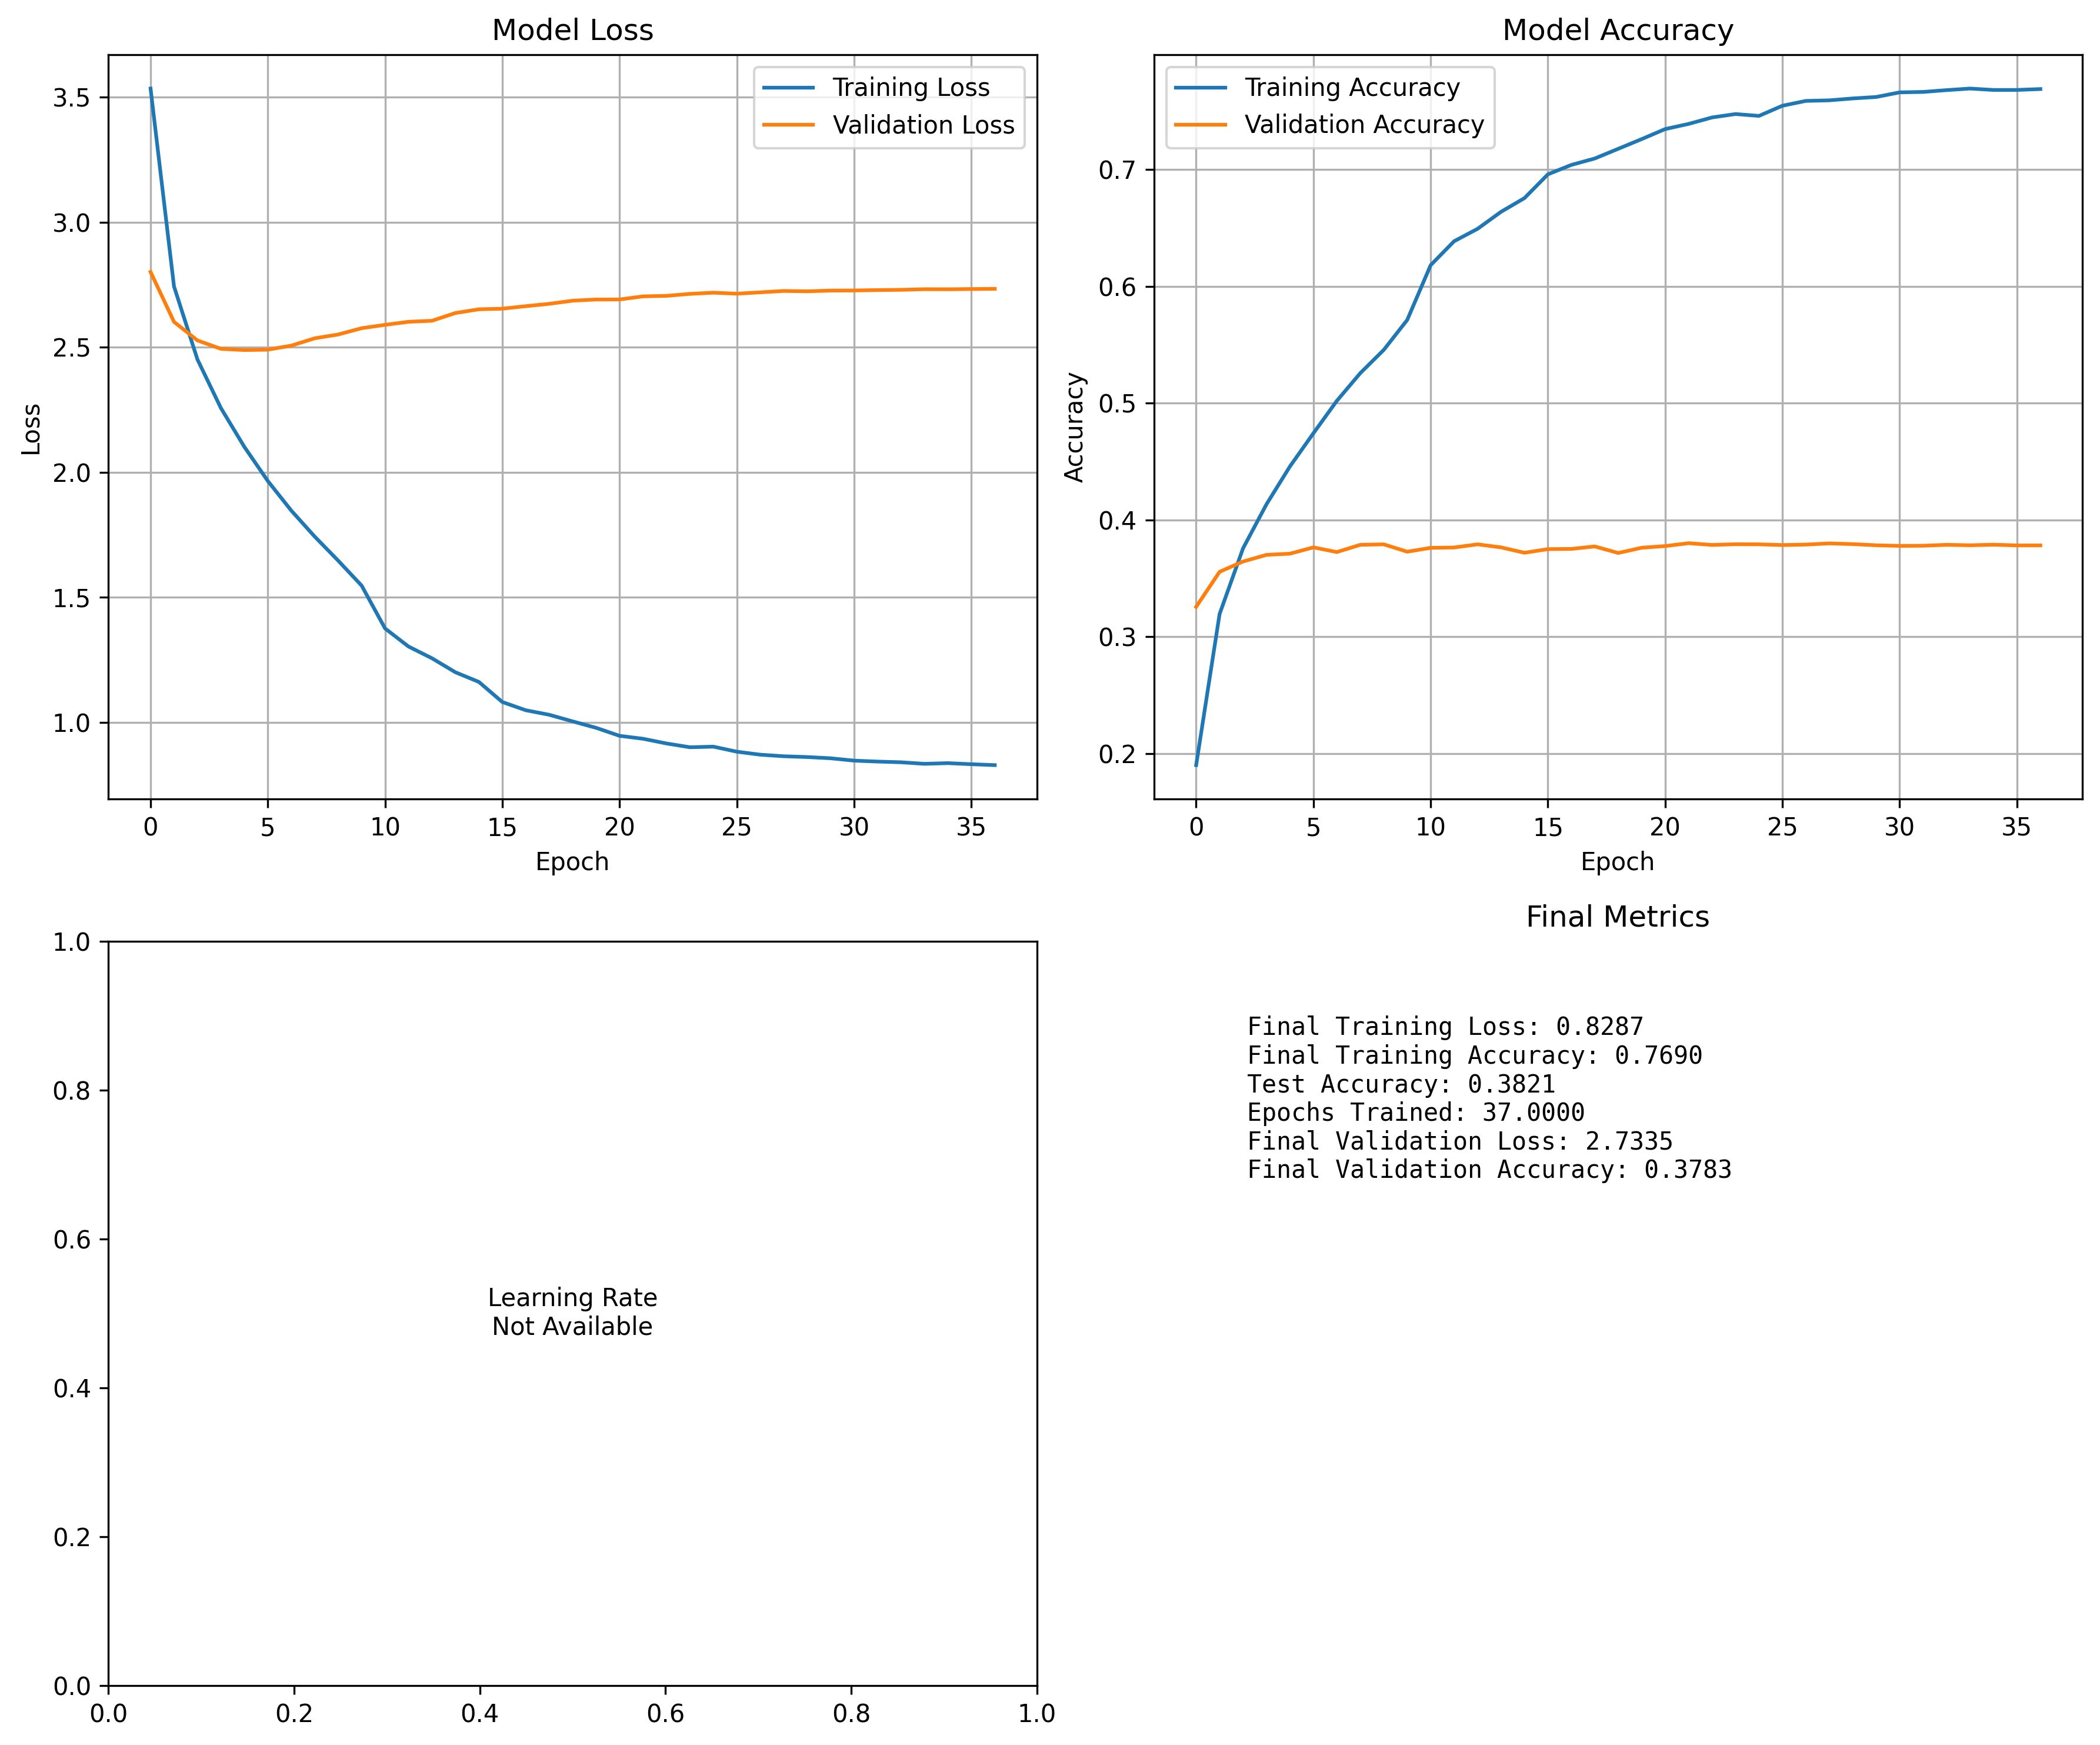 Model Loss
3.5
3.0
2.5
2.0
1.5
1.0
Loss
Training Loss
Validation Loss
0 5 10 15 20 25 30 35
Epoch
Model Accuracy
0.7
0.6
0.5
0.4
0.3
0.2
Accuracy
Training Accuracy
Validation Accuracy
0 5 10 15 20 25 30 35
Epoch
1.0
0.8
0.6
0.4
0.2
0.0
Learning Rate
Not Available
0.0 0.2 0.4 0.6 0.8 1.0
Final Metrics
Final Training Loss: 0.8287
Final Training Accuracy: 0.7690
Test Accuracy: 0.3821
Epochs Trained: 37.0000
Final Validation Loss: 2.7335
Final Validation Accuracy: 0.3783